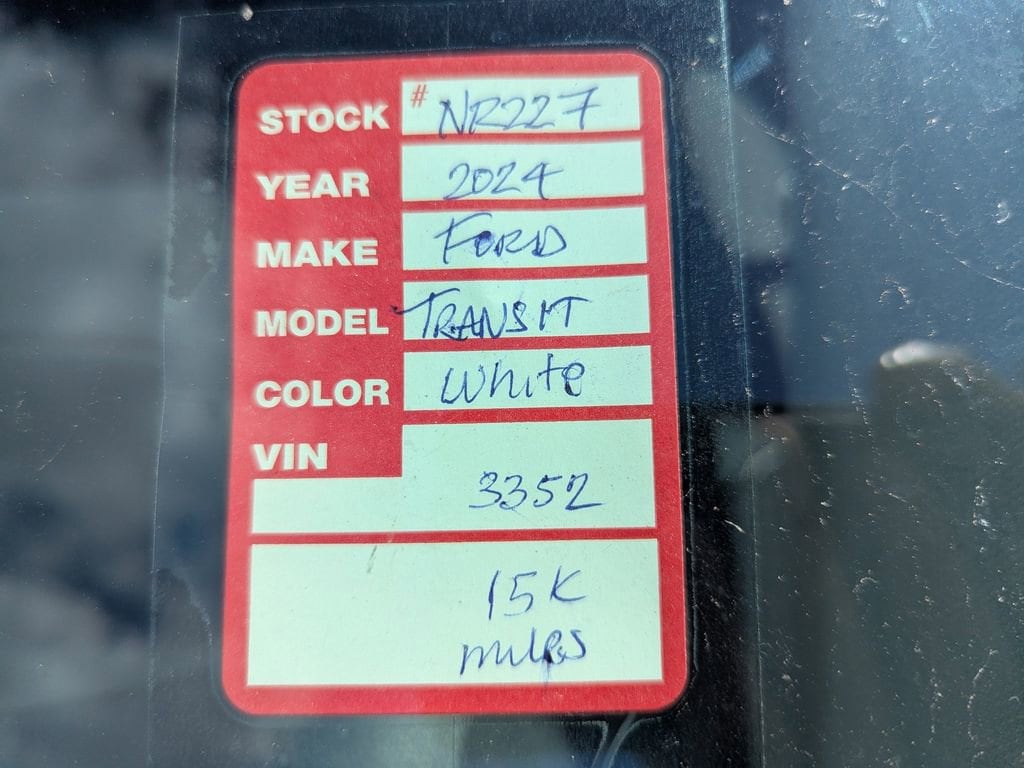 STOCK # NR227
YEAR 2024
MAKE FORD
MODEL TRANSIT
COLOR White
VIN
3352
15K
miles